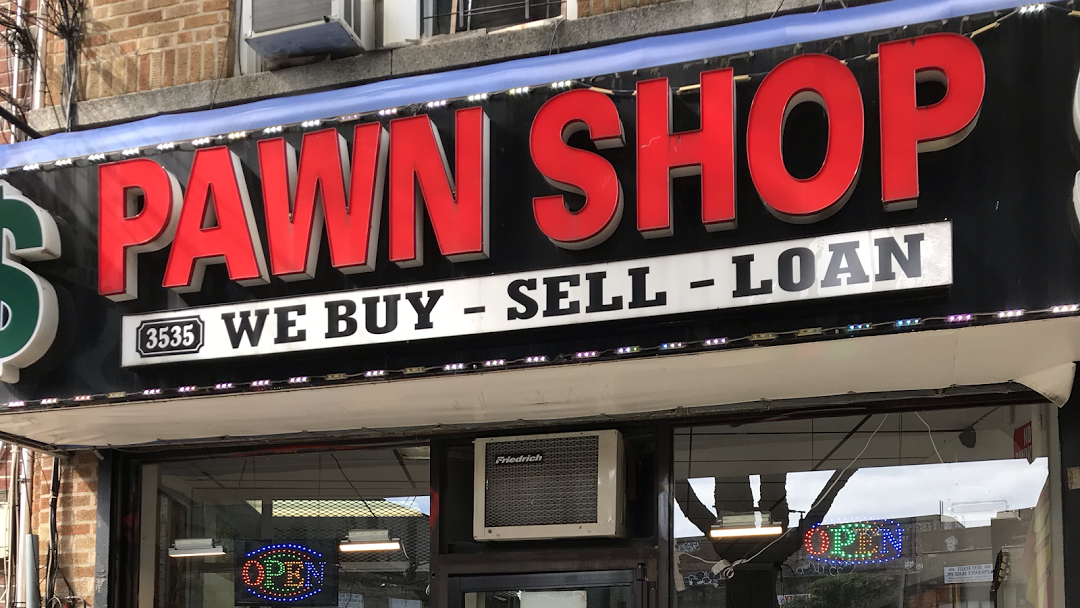 $
PAWN SHOP
3535 WE BUY - SELL - LOAN
Friedrich
OPEN
OPEN